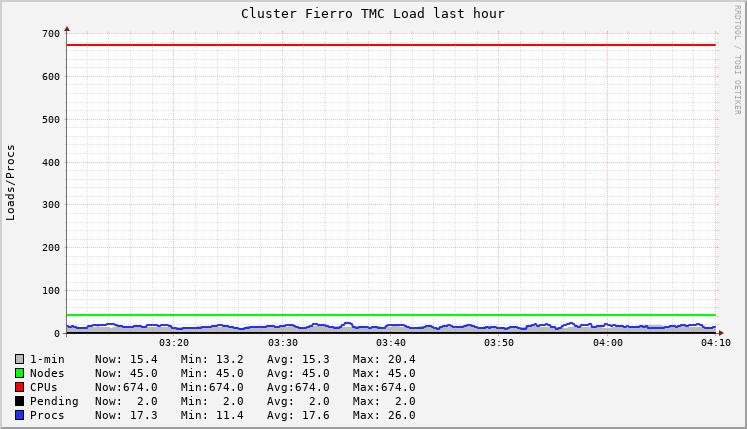 Cluster Fierro TMC Load last hour
RRDTOOL / TOBI OETIKER
Loads/Procs
700
600
500
400
300
200
100
0
03:20 03:30 03:40 03:50 04:00 04:10
1-min Now: 15.4 Min: 13.2 Avg: 15.3 Max: 20.4
Nodes Now: 45.0 Min: 45.0 Avg: 45.0 Max: 45.0
CPUs Now:674.0 Min:674.0 Avg:674.0 Max:674.0
Pending Now: 2.0 Min: 2.0 Avg: 2.0 Max: 2.0
Procs Now: 17.3 Min: 11.4 Avg: 17.6 Max: 26.0